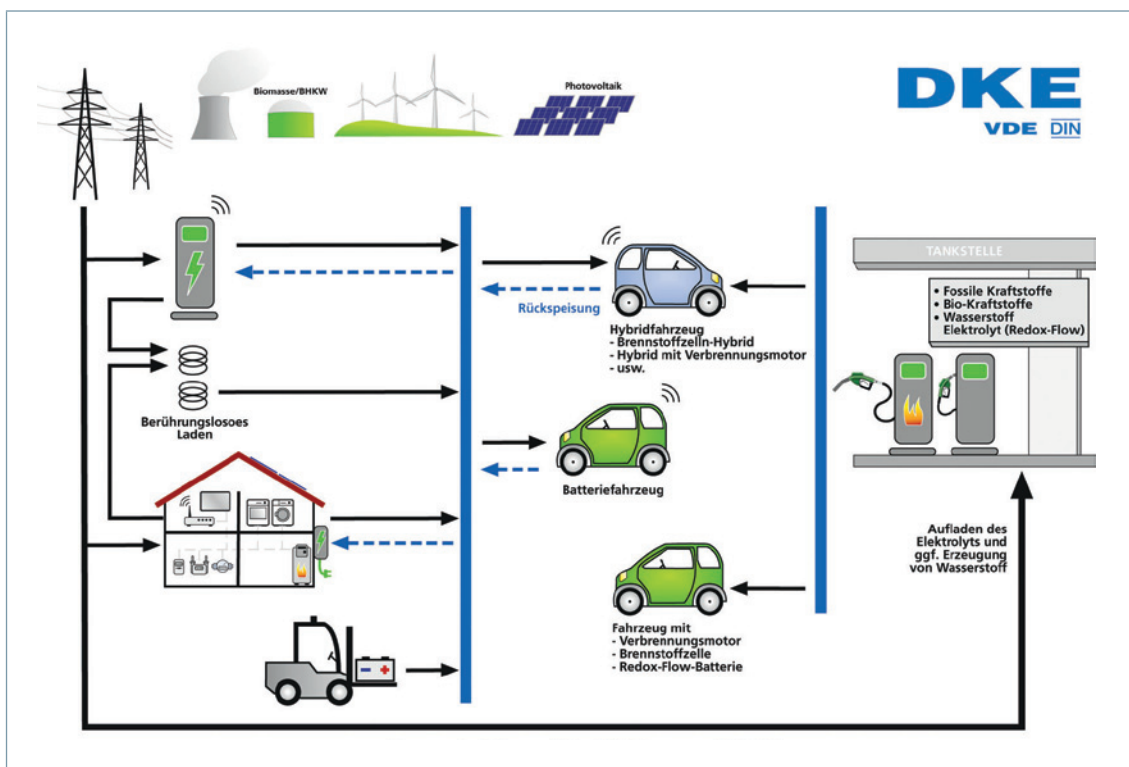 Biomasse/BHKW
Photovoltaik
DKE
VDE DIN
TANKSTELLE
• Fossile Kraftstoffe
• Bio-Kraftstoffe
• Wasserstoff
Elektrolyt (Redox-Flow)
Rückspeisung
Hybridfahrzeug
- Brennstoffzelln-Hybrid
- Hybrid mit Verbrennungsmotor
- usw.
Berührungslosoes
Laden
Batteriefahrzeug
Aufladen des
Elektrolyts und
ggf. Erzeugung
von Wasserstoff
Fahrzeug mit
- Verbrennungsmotor
- Brennstoffzelle
- Redox-Flow-Batterie